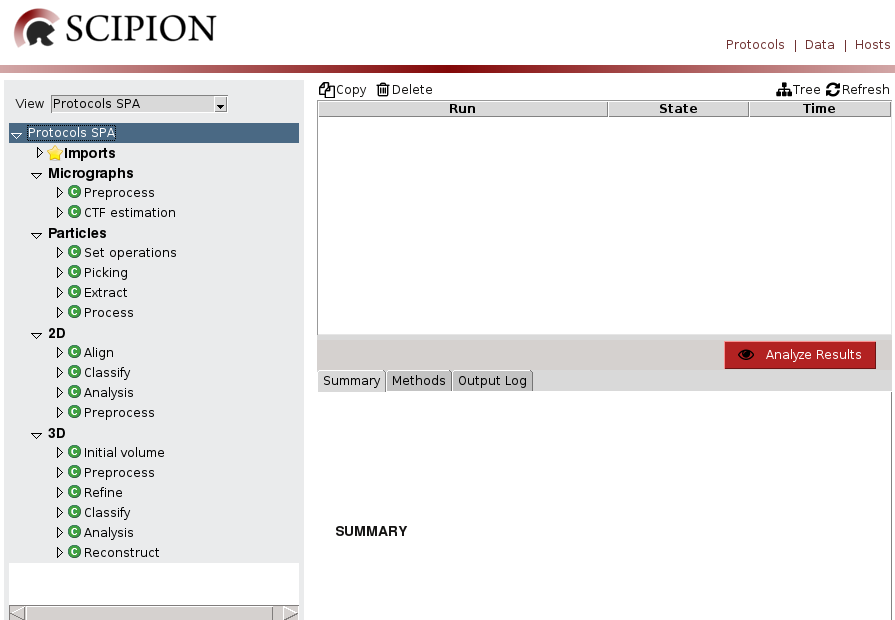 SCIPION
Protocols | Data | Hosts
View Protocols SPA
Copy Delete Tree Refresh
Run State Time
Protocols SPA
Imports
Micrographs
C Preprocess
C CTF estimation
Particles
C Set operations
C Picking
C Extract
C Process
2D
C Align
C Classify
C Analysis
C Preprocess
3D
C Initial volume
C Preprocess
C Refine
C Classify
C Analysis
C Reconstruct
Analyze Results
Summary Methods Output Log
SUMMARY